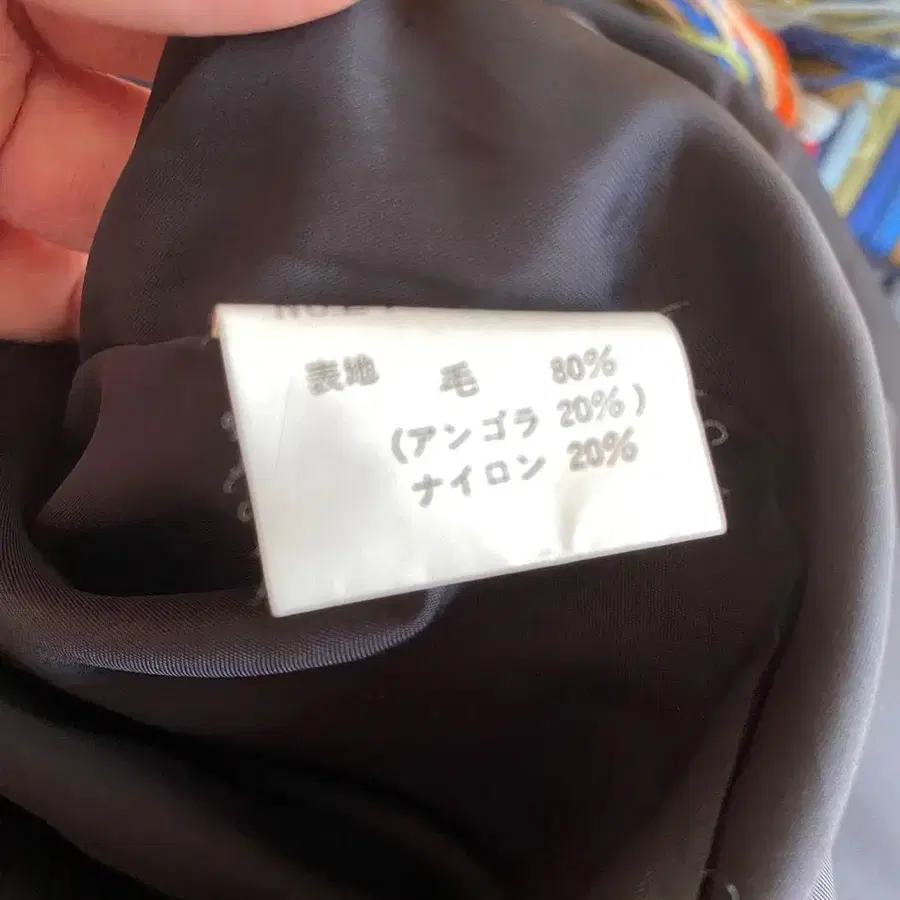 表地 毛 80%
(アンゴラ 20%)
ナイロン 20%